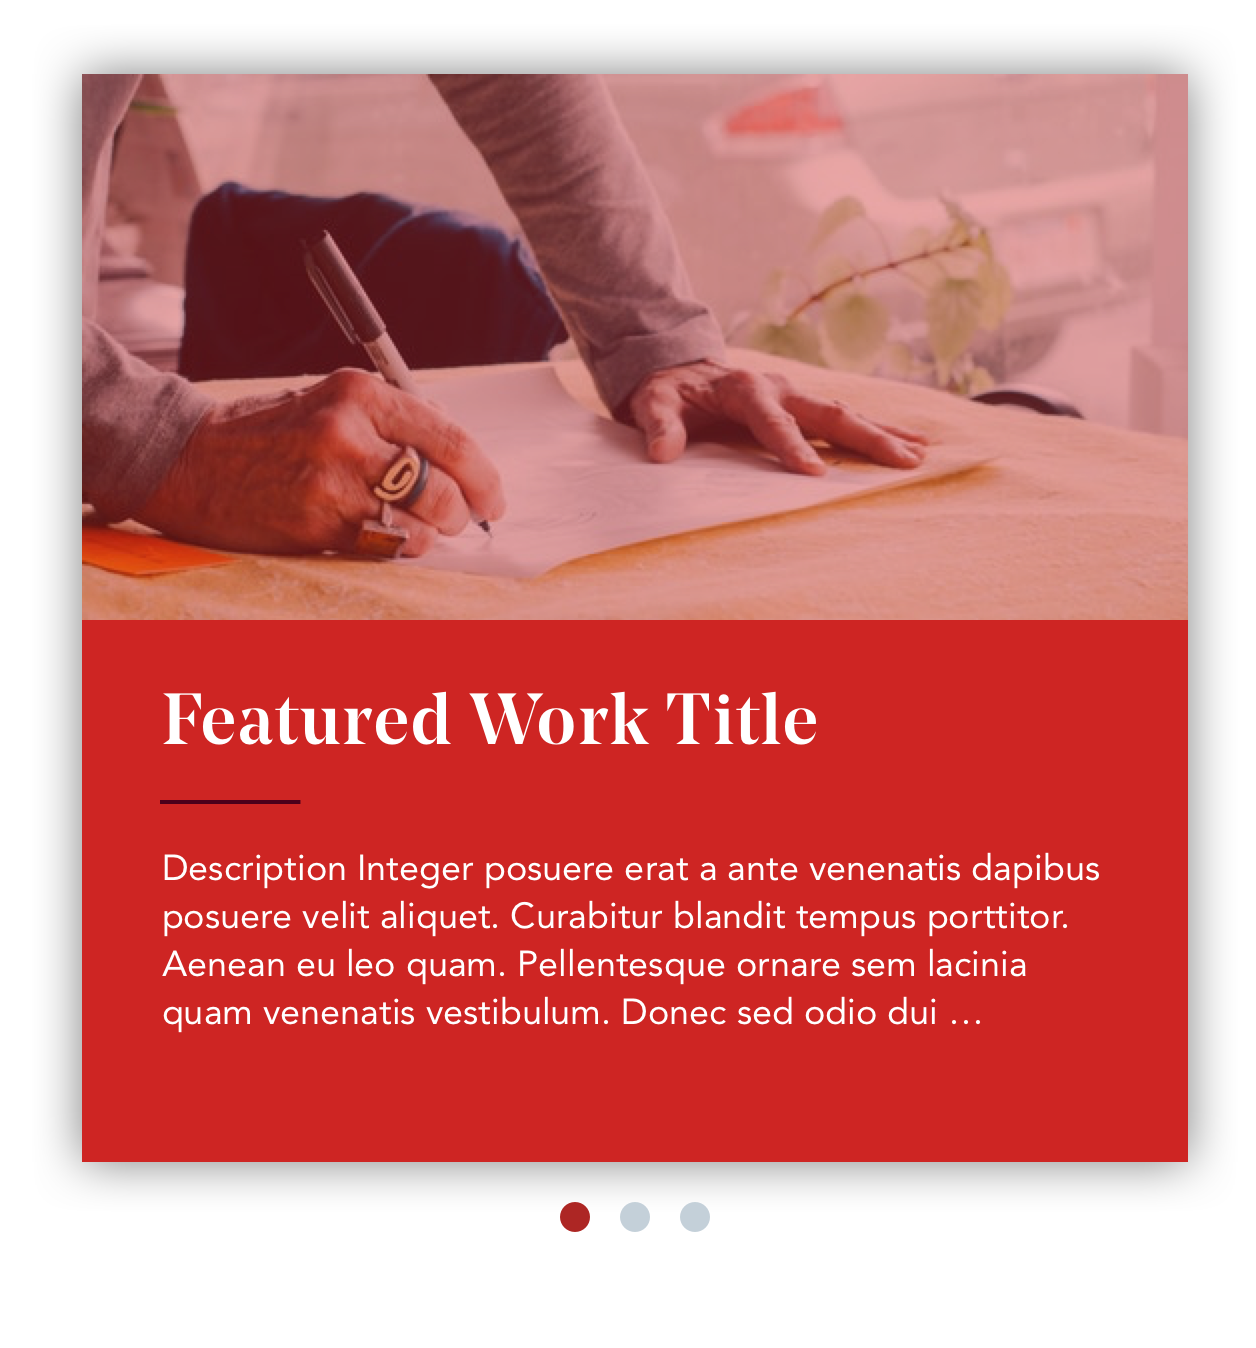 Featured Work Title
Description Integer posuere erat a ante venenatis dapibus
posuere velit aliquet. Curabitur blandit tempus porttitor.
Aenean eu leo quam. Pellentesque ornare sem lacinia
quam venenatis vestibulum. Donec sed odio dui …